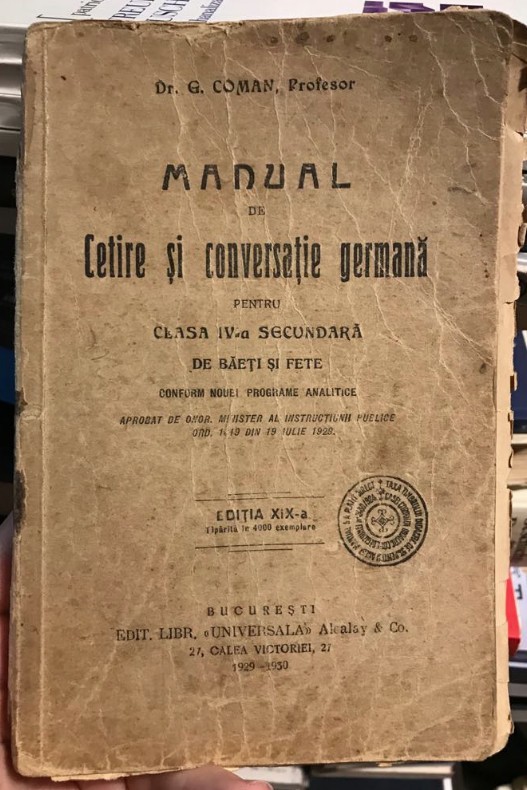 Dr. G. COMAN, Profesor
MANUAL
DE
Cetire și conversație germană
PENTRU
CLASA IV-a SECUNDARĂ
DE BĂEȚI ȘI FETE
CONFORM NOUEI PROGRAME ANALITICE
APROBAT DE ONOR. MINISTER AL INSTRUCȚIUNII PUBLICE
ORD. DIN 19 IULIE 1929.
EDIȚIA XIX-a
Tipărită în 4000 exemplare
BUCUREȘTI
EDIT. LIBR. «UNIVERSALA» Alcalay & Co.
27, CALEA VICTORIEI, 27
1929-1930